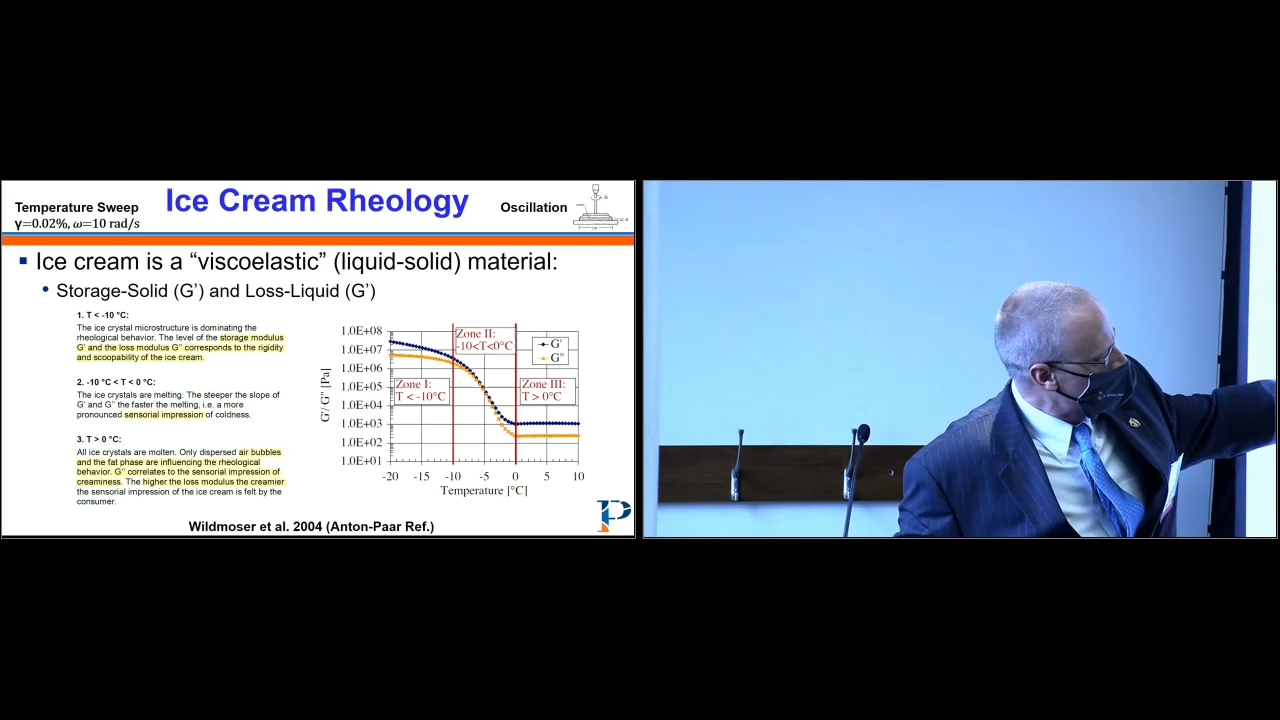 Ice Cream Rheology
Temperature Sweep
γ=0.02%, ω=10 rad/s
Oscillation
▪ Ice cream is a “viscoelastic” (liquid-solid) material:
• Storage-Solid (G’) and Loss-Liquid (G’)
1. T < -10 °C:
The ice crystal microstructure is dominating the
rheological behavior. The level of the storage modulus
G’ and the loss modulus G’’ corresponds to the rigidity
and scoopability of the ice cream.
2. -10 °C < T < 0 °C:
The ice crystals are melting. The steeper the slope of
G’ and G’’ the faster the melting, i.e. a more
pronounced sensorial impression of coldness.
3. T > 0 °C:
All ice crystals are molten. Only dispersed air bubbles
and the fat phase are influencing the rheological
behavior. G’’ correlates to the sensorial impression of
creaminess. The higher the loss modulus the creamier
the sensorial impression of the ice cream is felt by the
consumer.
G'/ G'' [Pa]
1.0E+08
1.0E+07
1.0E+06
1.0E+05
1.0E+04
1.0E+03
1.0E+02
1.0E+01
Zone II:
-10<T<0°C
G'
G''
Zone I:
T < -10°C
Zone III:
T > 0°C
-20 -15 -10 -5 0 5 10
Temperature [°C]
Wildmoser et al. 2004 (Anton-Paar Ref.)
P